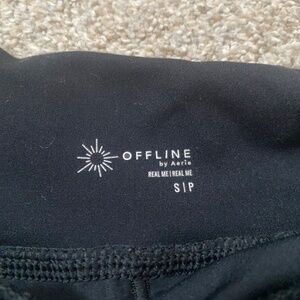 OFFLINE
by Aerie
REAL ME | REAL ME
S | P